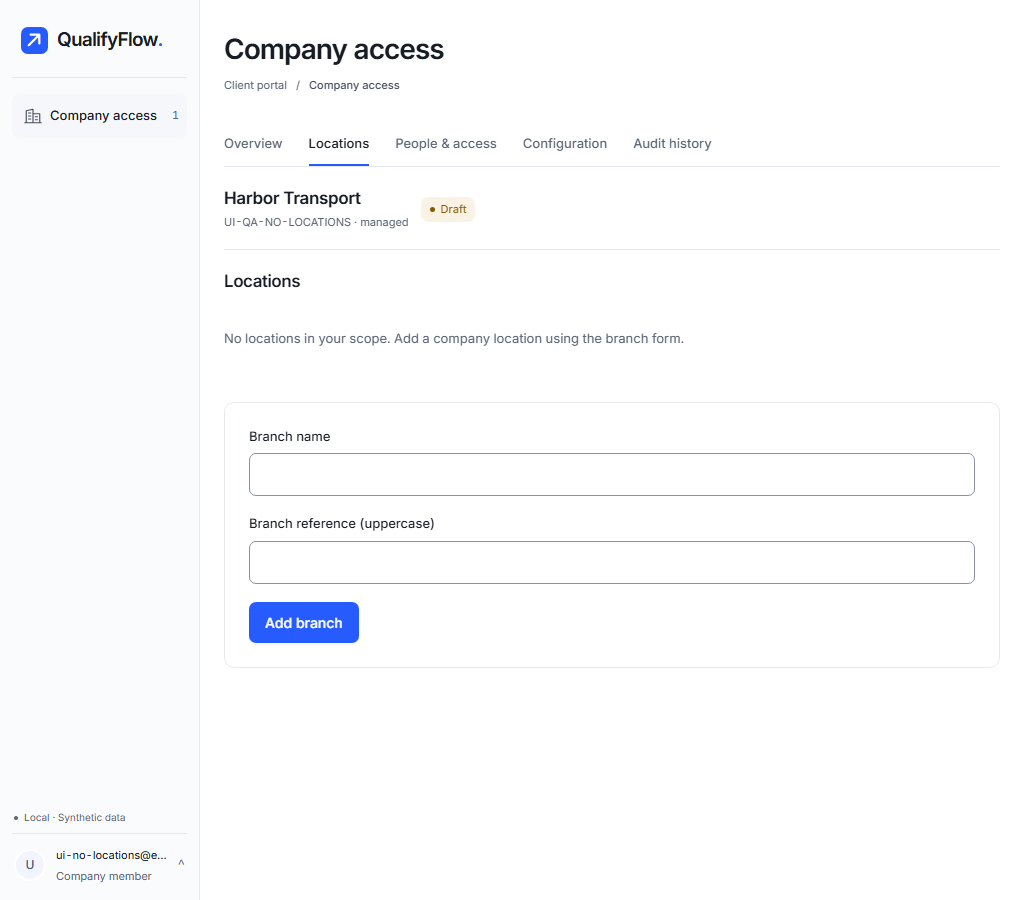 QualifyFlow.
Company access 1
Local · Synthetic data
U
ui-no-locations@e... ^
Company member
Company access
Client portal / Company access
Overview Locations People & access Configuration Audit history
Harbor Transport
UI-QA-NO-LOCATIONS · managed
Draft
Locations
No locations in your scope. Add a company location using the branch form.
Branch name
Branch reference (uppercase)
Add branch